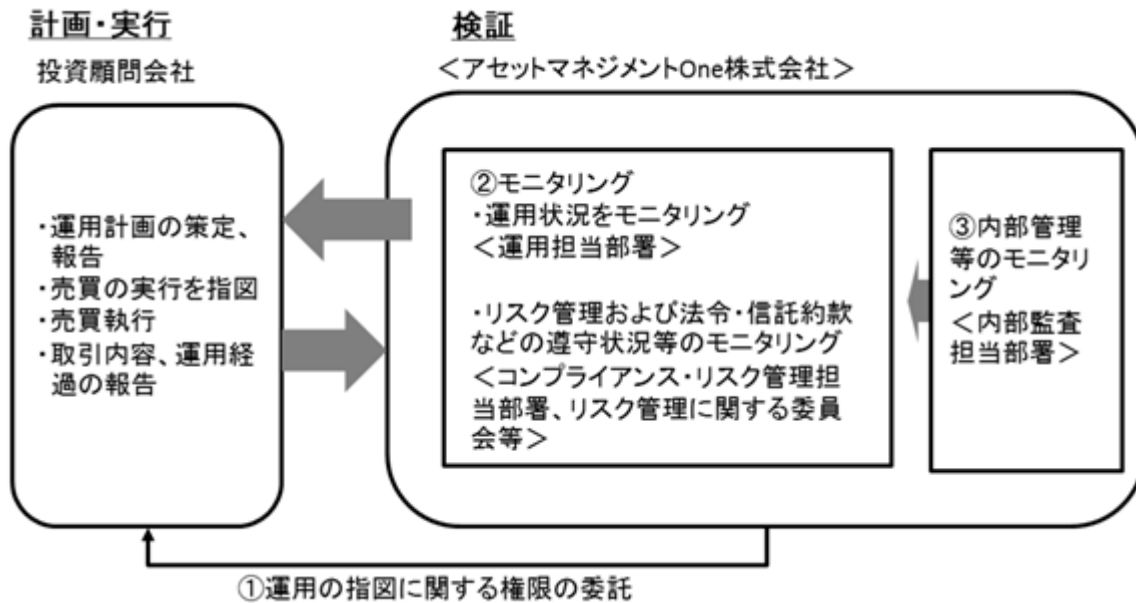 計画・実行
投資顧問会社
・運用計画の策定、
報告
・売買の実行を指図
・売買執行
・取引内容、運用経
過の報告
検証
＜アセットマネジメントOne株式会社＞
②モニタリング
・運用状況をモニタリング
＜運用担当部署＞
・リスク管理および法令・信託約款
などの遵守状況等のモニタリング
＜コンプライアンス・リスク管理担
当部署、リスク管理に関する委員
会等＞
③内部管理
等のモニタリ
ング
＜内部監査
担当部署＞
①運用の指図に関する権限の委託